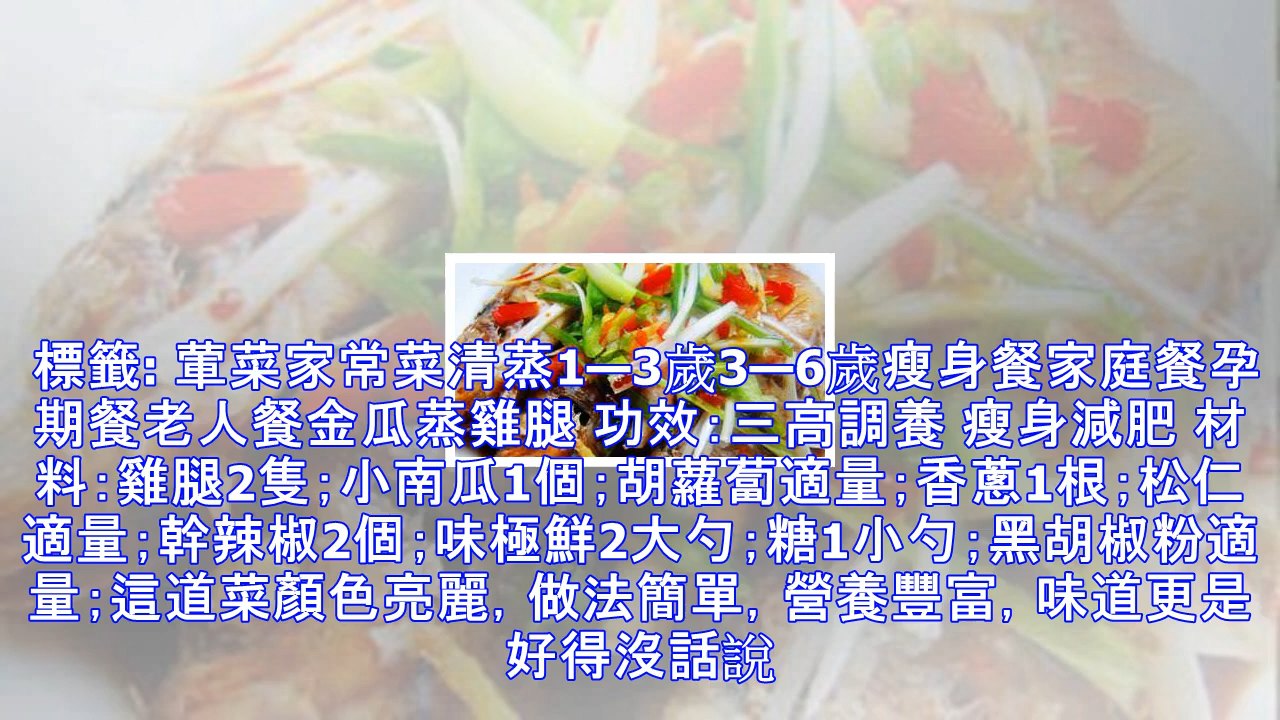 標籤: 葷菜家常菜清蒸1—3歲3—6歲瘦身餐家庭餐孕
期餐老人餐金瓜蒸雞腿 功效:三高調養 瘦身減肥 材
料:雞腿2隻;小南瓜1個;胡蘿蔔適量;香蔥1根;松仁
適量;幹辣椒2個;味極鮮2大勺;糖1小勺;黑胡椒粉適
量;這道菜顏色亮麗, 做法簡單, 營養豐富, 味道更是
好得沒話說